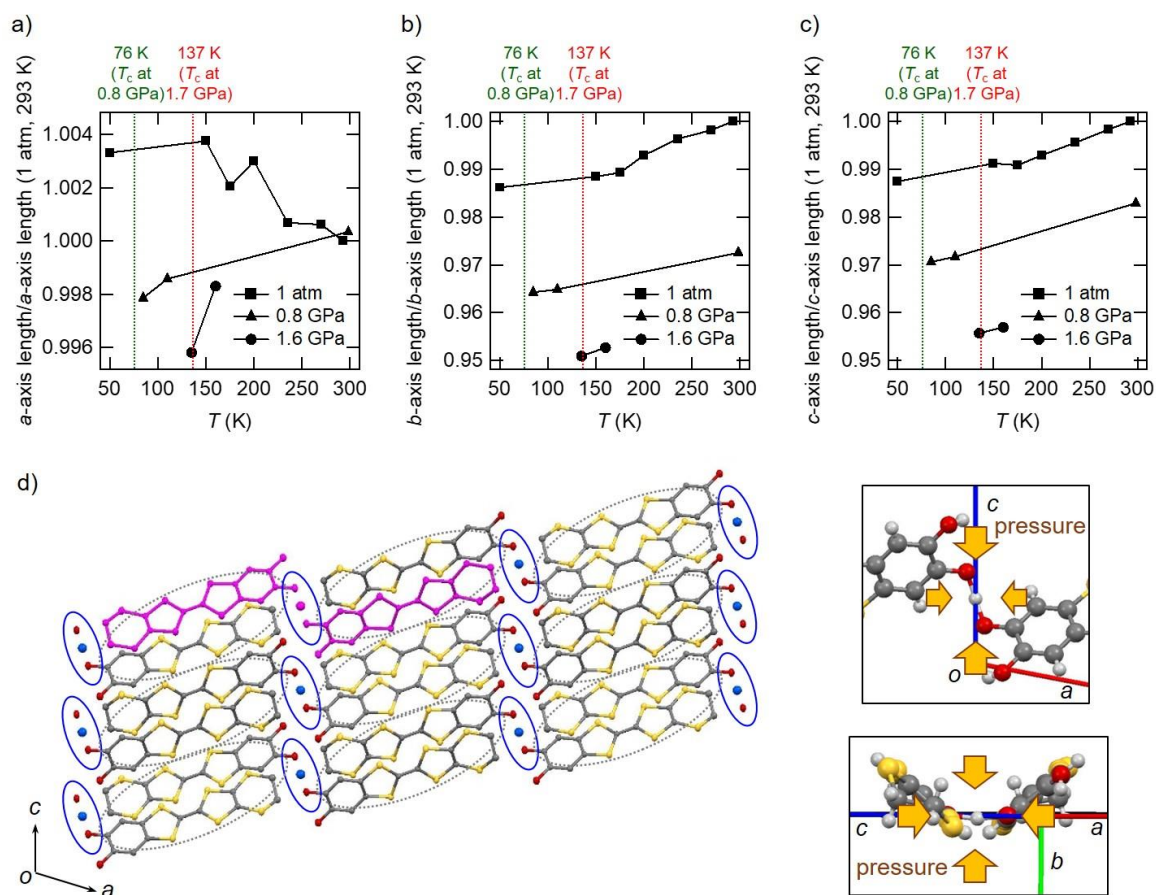 a)
76 K
(Tc at
0.8 GPa)
137 K
(Tc at
1.7 GPa)
a-axis length/a-axis length (1 atm, 293 K)
1.004
1.002
1.000
0.998
0.996
1 atm
0.8 GPa
1.6 GPa
50 100 150 200 250 300
T (K)
b)
76 K
(Tc at
0.8 GPa)
137 K
(Tc at
1.7 GPa)
b-axis length/b-axis length (1 atm, 293 K)
1.00
0.99
0.98
0.97
0.96
0.95
1 atm
0.8 GPa
1.6 GPa
50 100 150 200 250 300
T (K)
c)
76 K
(Tc at
0.8 GPa)
137 K
(Tc at
1.7 GPa)
c-axis length/c-axis length (1 atm, 293 K)
1.00
0.99
0.98
0.97
0.96
0.95
1 atm
0.8 GPa
1.6 GPa
50 100 150 200 250 300
T (K)
d)
c
o
a
c
pressure
o
a
c
a
b
pressure